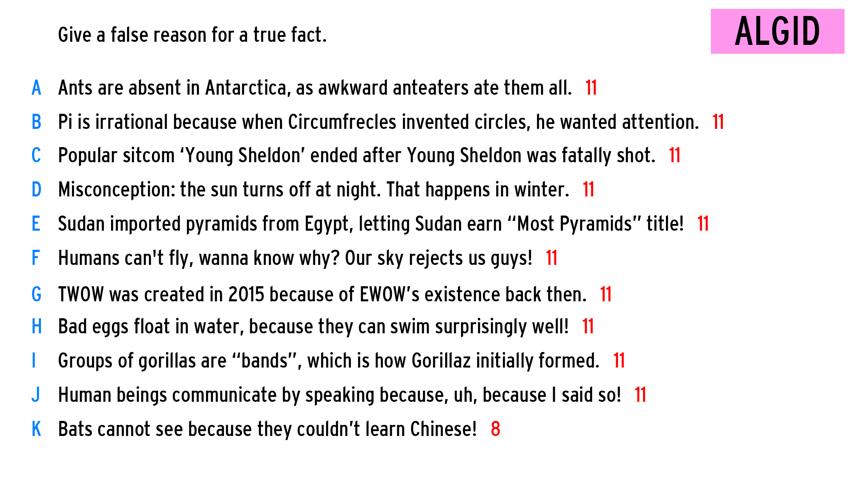 Give a false reason for a true fact.
ALGID
A Ants are absent in Antarctica, as awkward anteaters ate them all. 11
B Pi is irrational because when Circumfrecles invented circles, he wanted attention. 11
C Popular sitcom ‘Young Sheldon’ ended after Young Sheldon was fatally shot. 11
D Misconception: the sun turns off at night. That happens in winter. 11
E Sudan imported pyramids from Egypt, letting Sudan earn “Most Pyramids” title! 11
F Humans can't fly, wanna know why? Our sky rejects us guys! 11
G TWOW was created in 2015 because of EWOW’s existence back then. 11
H Bad eggs float in water, because they can swim surprisingly well! 11
I Groups of gorillas are “bands”, which is how Gorillaz initially formed. 11
J Human beings communicate by speaking because, uh, because I said so! 11
K Bats cannot see because they couldn’t learn Chinese! 8